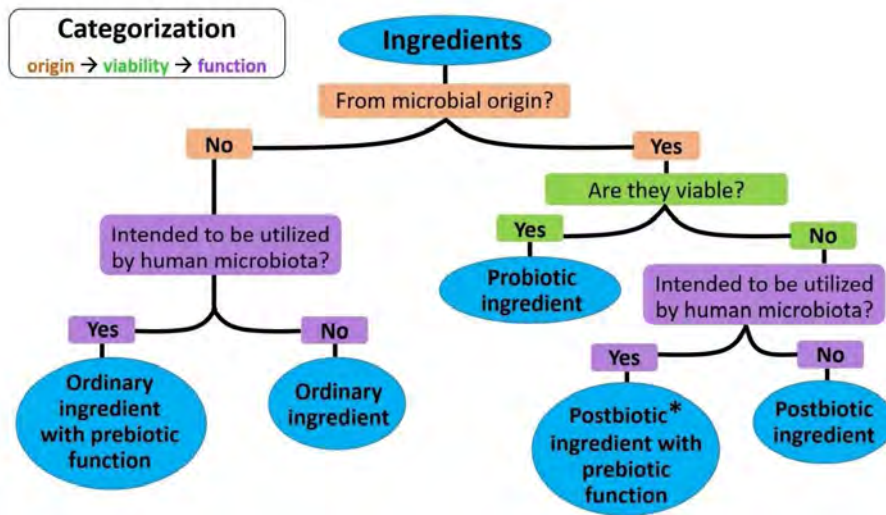 Categorization
origin → viability → function
Ingredients
From microbial origin?
No
Yes
Are they viable?
Intended to be utilized
by human microbiota?
Yes
No
Probiotic
ingredient
Intended to be utilized
by human microbiota?
Yes
No
Yes
No
Ordinary
ingredient
with prebiotic
function
Ordinary
ingredient
Postbiotic*
ingredient with
prebiotic
function
Postbiotic
ingredient